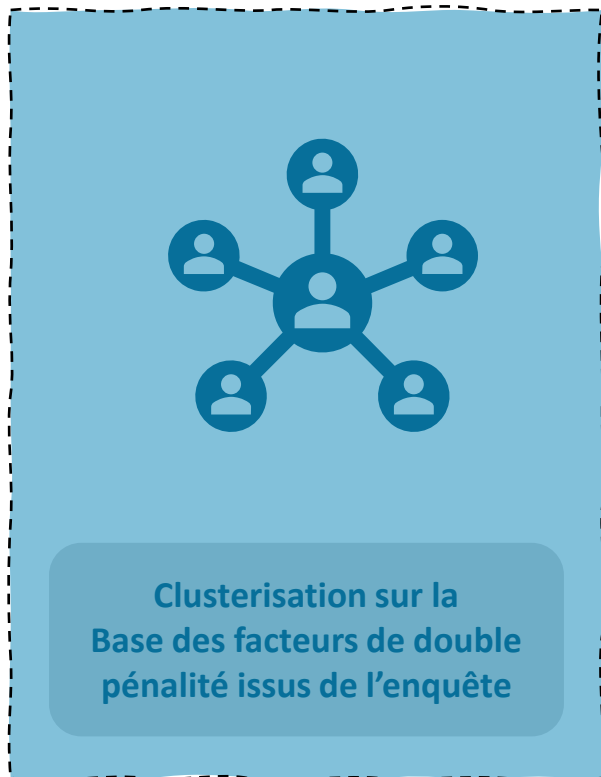 Clusterisation sur la
Base des facteurs de double
pénalité issus de l’enquête